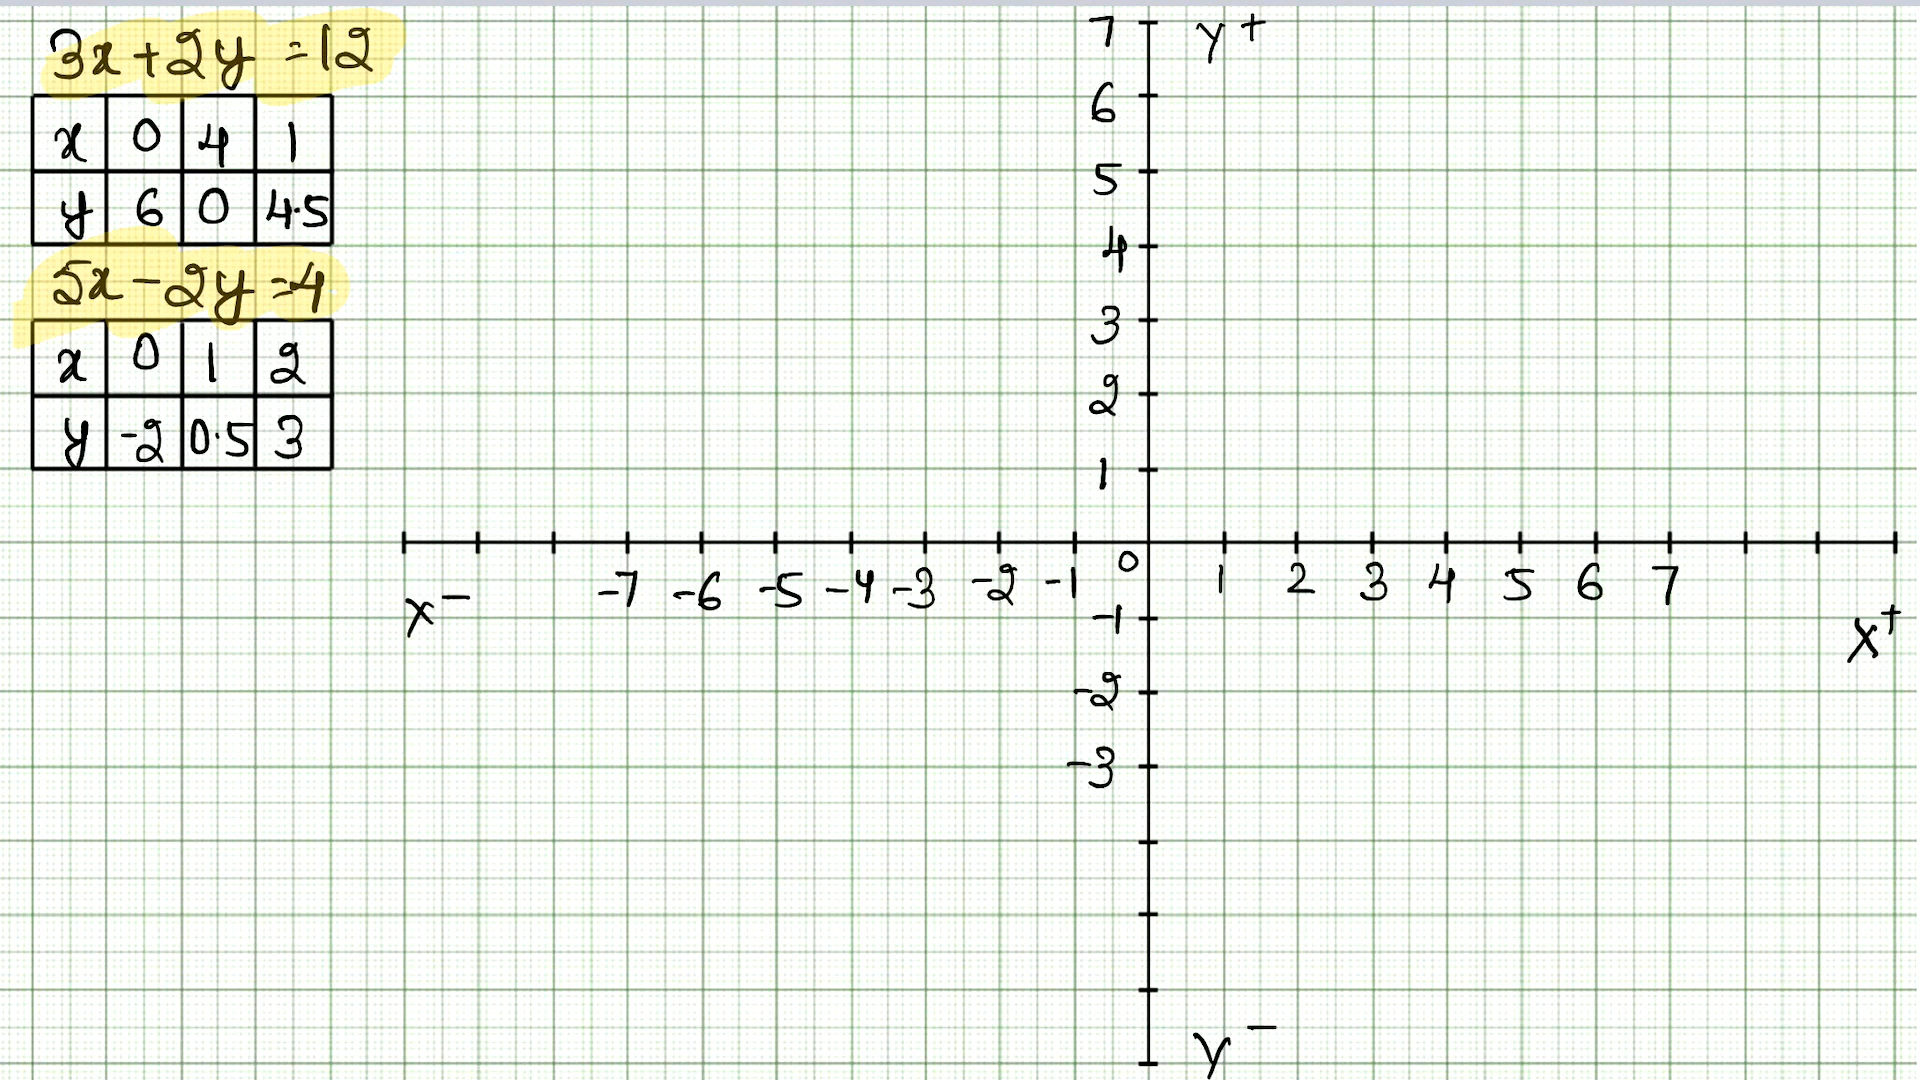 3x+2y=12
x 0 4 1
y 6 0 4.5
5x-2y=4
x 0 1 2
y -2 0.5 3
7 y+
6
5
4
3
2
1
0
-7 -6 -5 -4 -3 -2 -1 1 2 3 4 5 6 7
x- x+
-1
-2
-3
y-